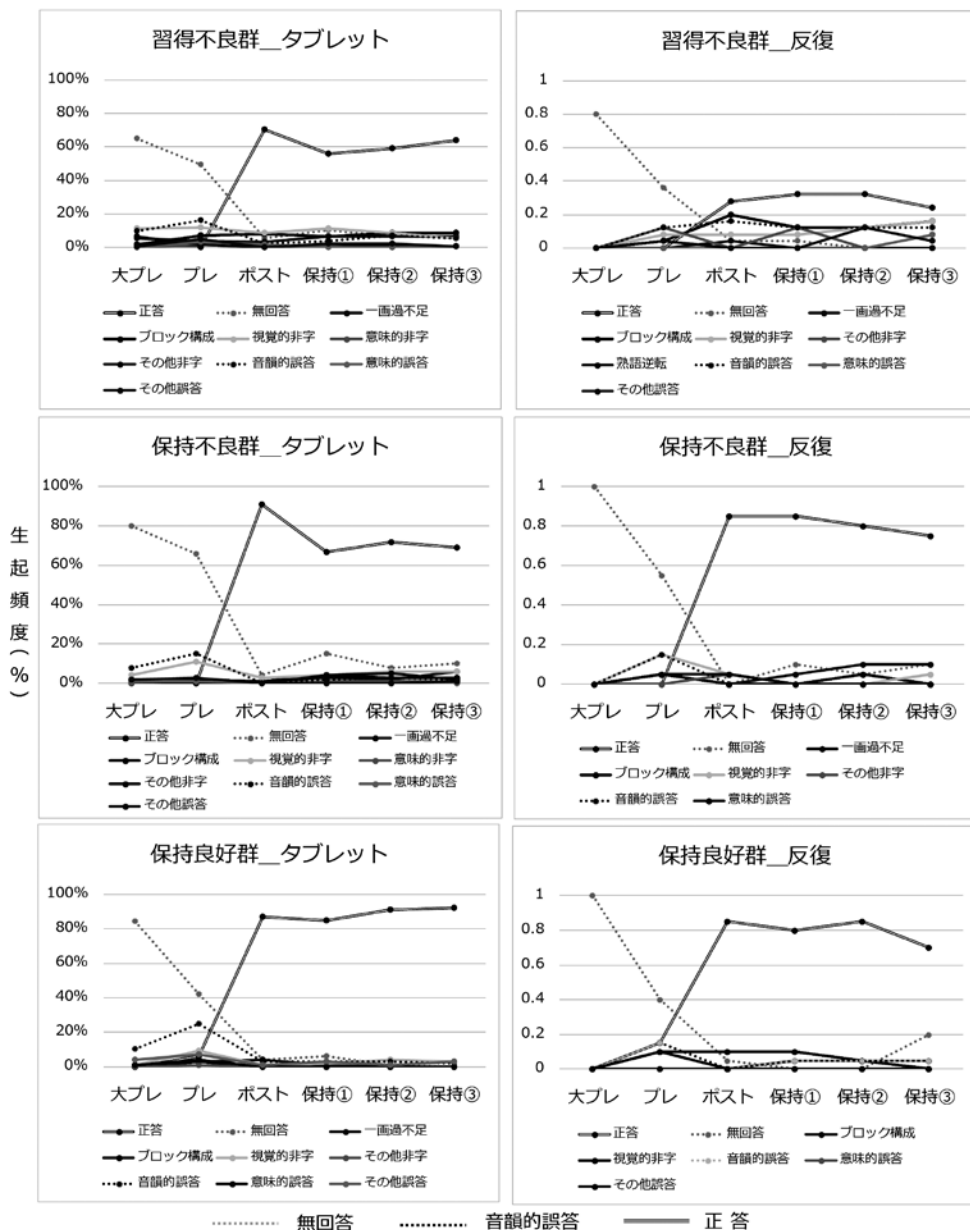 習得不良群__タブレット
100%
80%
60%
40%
20%
0%
大プレ プレ ポスト 保持① 保持② 保持③
正答 無回答 一画過不足
ブロック構成 視覚的非字 意味的非字
その他非字 音韻的誤答 意味的誤答
その他誤答
習得不良群__反復
1
0.8
0.6
0.4
0.2
0
大プレ プレ ポスト 保持① 保持② 保持③
正答 無回答 一画過不足
ブロック構成 視覚的非字 その他非字
熟語逆転 音韻的誤答 意味的誤答
その他誤答
生起頻度(%)
保持不良群__タブレット
100%
80%
60%
40%
20%
0%
大プレ プレ ポスト 保持① 保持② 保持③
正答 無回答 一画過不足
ブロック構成 視覚的非字 意味的非字
その他非字 音韻的誤答 意味的誤答
その他誤答
保持不良群__反復
1
0.8
0.6
0.4
0.2
0
大プレ プレ ポスト 保持① 保持② 保持③
正答 無回答 一画過不足
ブロック構成 視覚的非字 その他非字
音韻的誤答 意味的誤答
保持良好群__タブレット
100%
80%
60%
40%
20%
0%
大プレ プレ ポスト 保持① 保持② 保持③
正答 無回答 一画過不足
ブロック構成 視覚的非字 その他非字
音韻的誤答 意味的誤答 その他誤答
保持良好群__反復
1
0.8
0.6
0.4
0.2
0
大プレ プレ ポスト 保持① 保持② 保持③
正答 無回答 ブロック構成
視覚的非字 音韻的誤答 意味的誤答
その他誤答
無回答 音韻的誤答 正 答